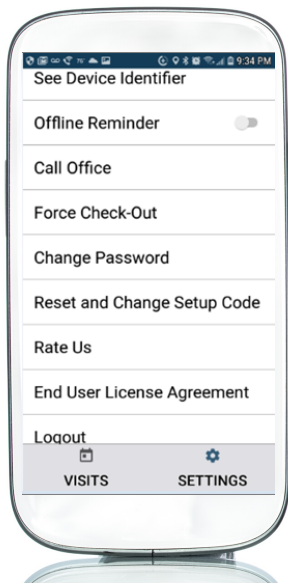 76° 9:34 PM
See Device Identifier
Offline Reminder
Call Office
Force Check-Out
Change Password
Reset and Change Setup Code
Rate Us
End User License Agreement
Logout
VISITS SETTINGS